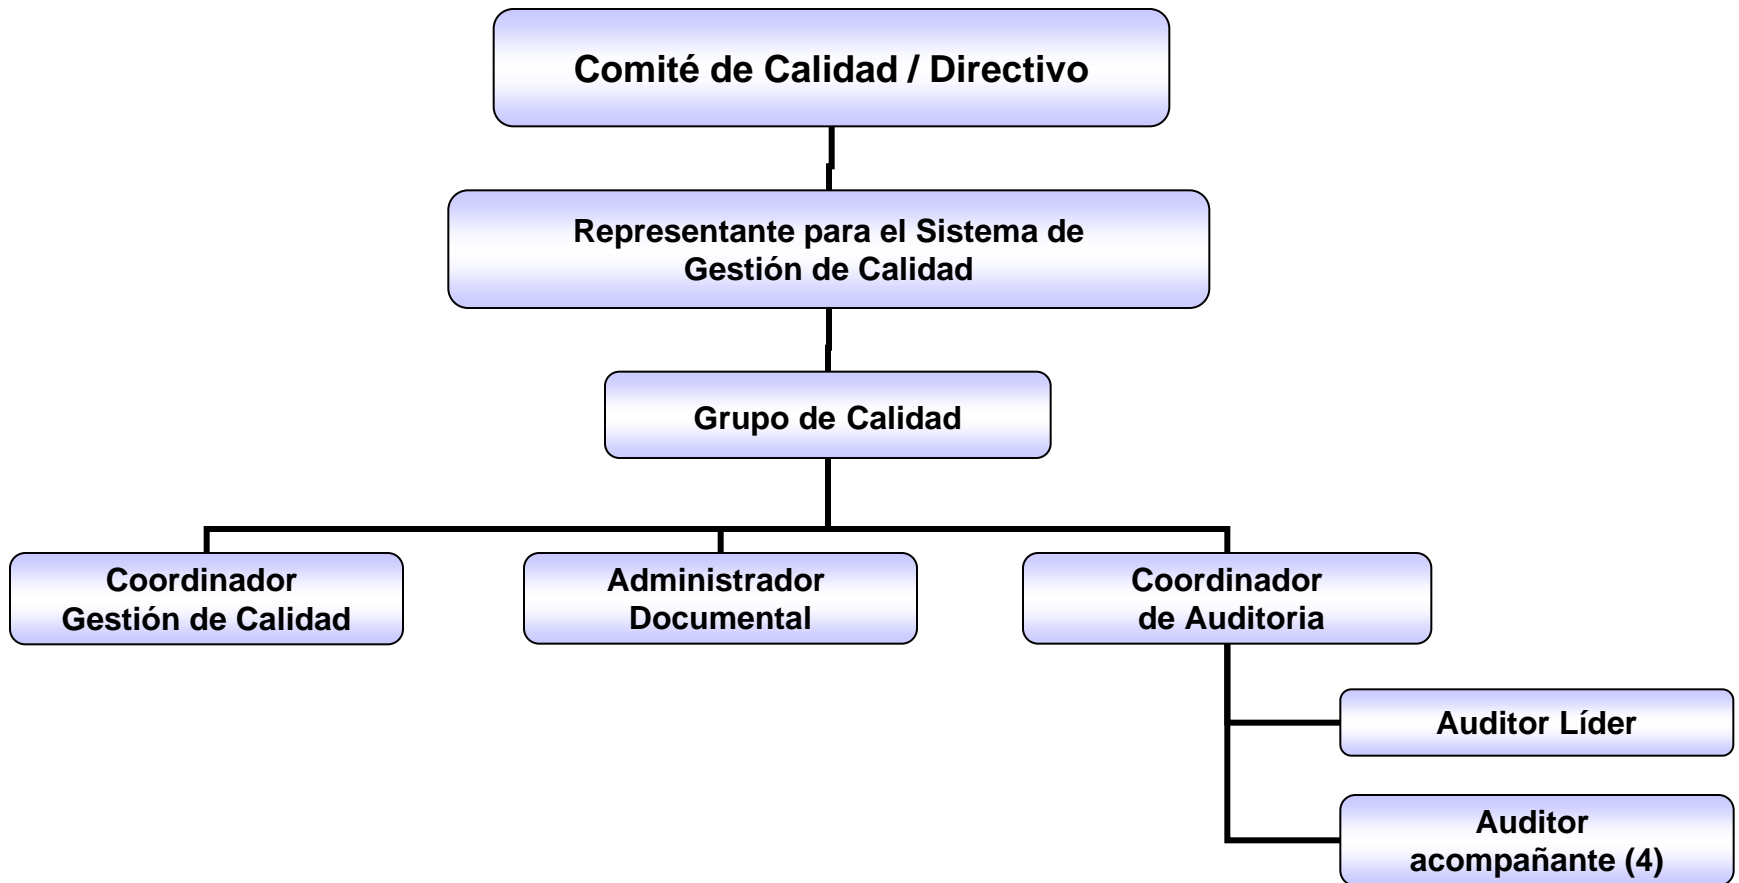 Comité de Calidad / Directivo
Representante para el Sistema de
Gestión de Calidad
Grupo de Calidad
Coordinador
Gestión de Calidad
Administrador
Documental
Coordinador
de Auditoria
Auditor Líder
Auditor
acompañante (4)